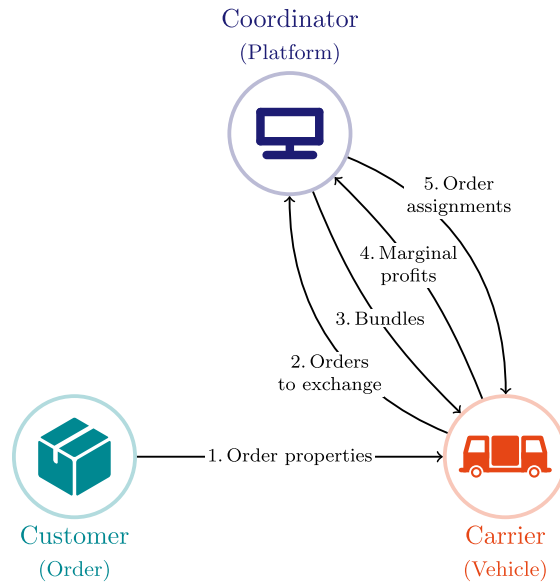 Coordinator
(Platform)
5. Order
assignments
4. Marginal
profits
3. Bundles
2. Orders
to exchange
1. Order properties
Customer
(Order)
Carrier
(Vehicle)